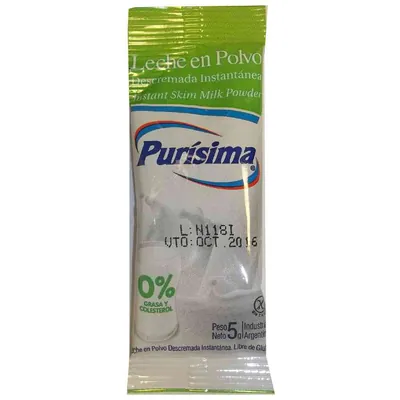 Leche en Polvo
Descremada Instantánea
Instant Skim Milk Powder
Purísima
L:N118I
VTO:OCT.2016
0%
GRASA Y
COLESTEROL
Peso
Neto 5g
Industria
Argentina
Leche en Polvo Descremada Instantánea. Libre de